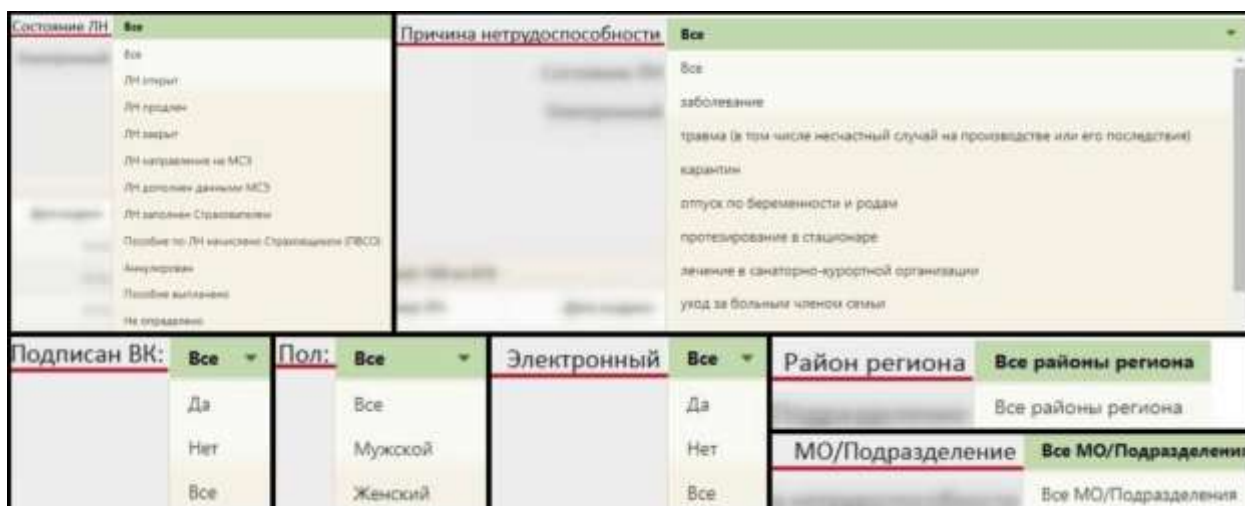 Состояние ЛН Все
Все
ЛН открыт
ЛН продлен
ЛН закрыт
ЛН направление на МСЭ
ЛН дополнен данными МСЭ
ЛН заполнен Страхователем
Пособие по ЛН начислено Страховщиком (ПВСО)
Аннулирован
Пособие выплачено
Не определено
Причина нетрудоспособности Все
Все
заболевание
травма (в том числе несчастный случай на производстве или его последствия)
карантин
отпуск по беременности и родам
протезирование в стационаре
лечение в санаторно-курортной организации
уход за больным членом семьи
Подписан ВК: Все
Да
Нет
Все
Пол: Все
Все
Мужской
Женский
Электронный Все
Да
Нет
Все
Район региона Все районы региона
Все районы региона
МО/Подразделение Все МО/Подразделения
Все МО/Подразделения